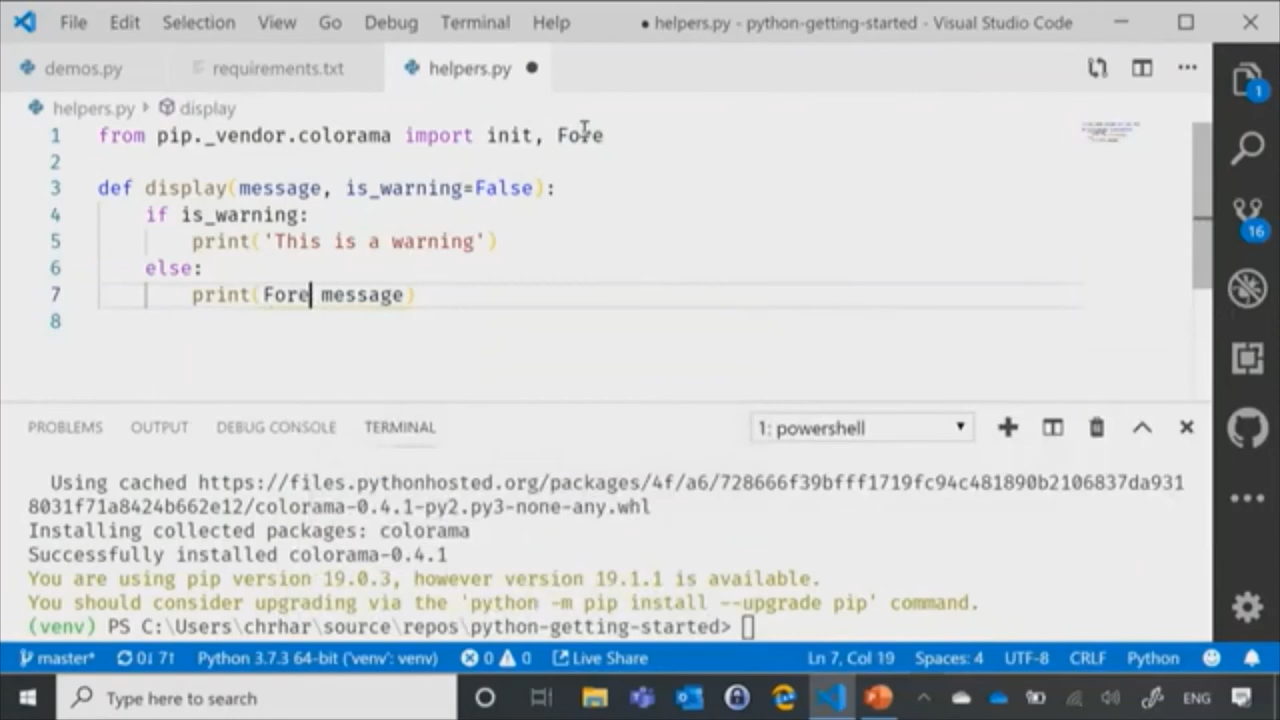 File Edit Selection View Go Debug Terminal Help ● helpers.py - python-getting-started - Visual Studio Code
demos.py requirements.txt helpers.py ●
helpers.py display
1 from pip._vendor.colorama import init, Fore
2
3 def display(message, is_warning=False):
4 if is_warning:
5 print('This is a warning')
6 else:
7 print(Fore message)
8
PROBLEMS OUTPUT DEBUG CONSOLE TERMINAL 1: powershell
Using cached https://files.pythonhosted.org/packages/4f/a6/728666f39bfff1719fc94c481890b2106837da931
8031f71a8424b662e12/colorama-0.4.1-py2.py3-none-any.whl
Installing collected packages: colorama
Successfully installed colorama-0.4.1
You are using pip version 19.0.3, however version 19.1.1 is available.
You should consider upgrading via the 'python -m pip install --upgrade pip' command.
(venv) PS C:\Users\chrhar\source\repos\python-getting-started>
master* 0↓ 7↑ Python 3.7.3 64-bit ('venv': venv) 0 0 Live Share Ln 7, Col 19 Spaces: 4 UTF-8 CRLF Python
Type here to search ENG
1
16